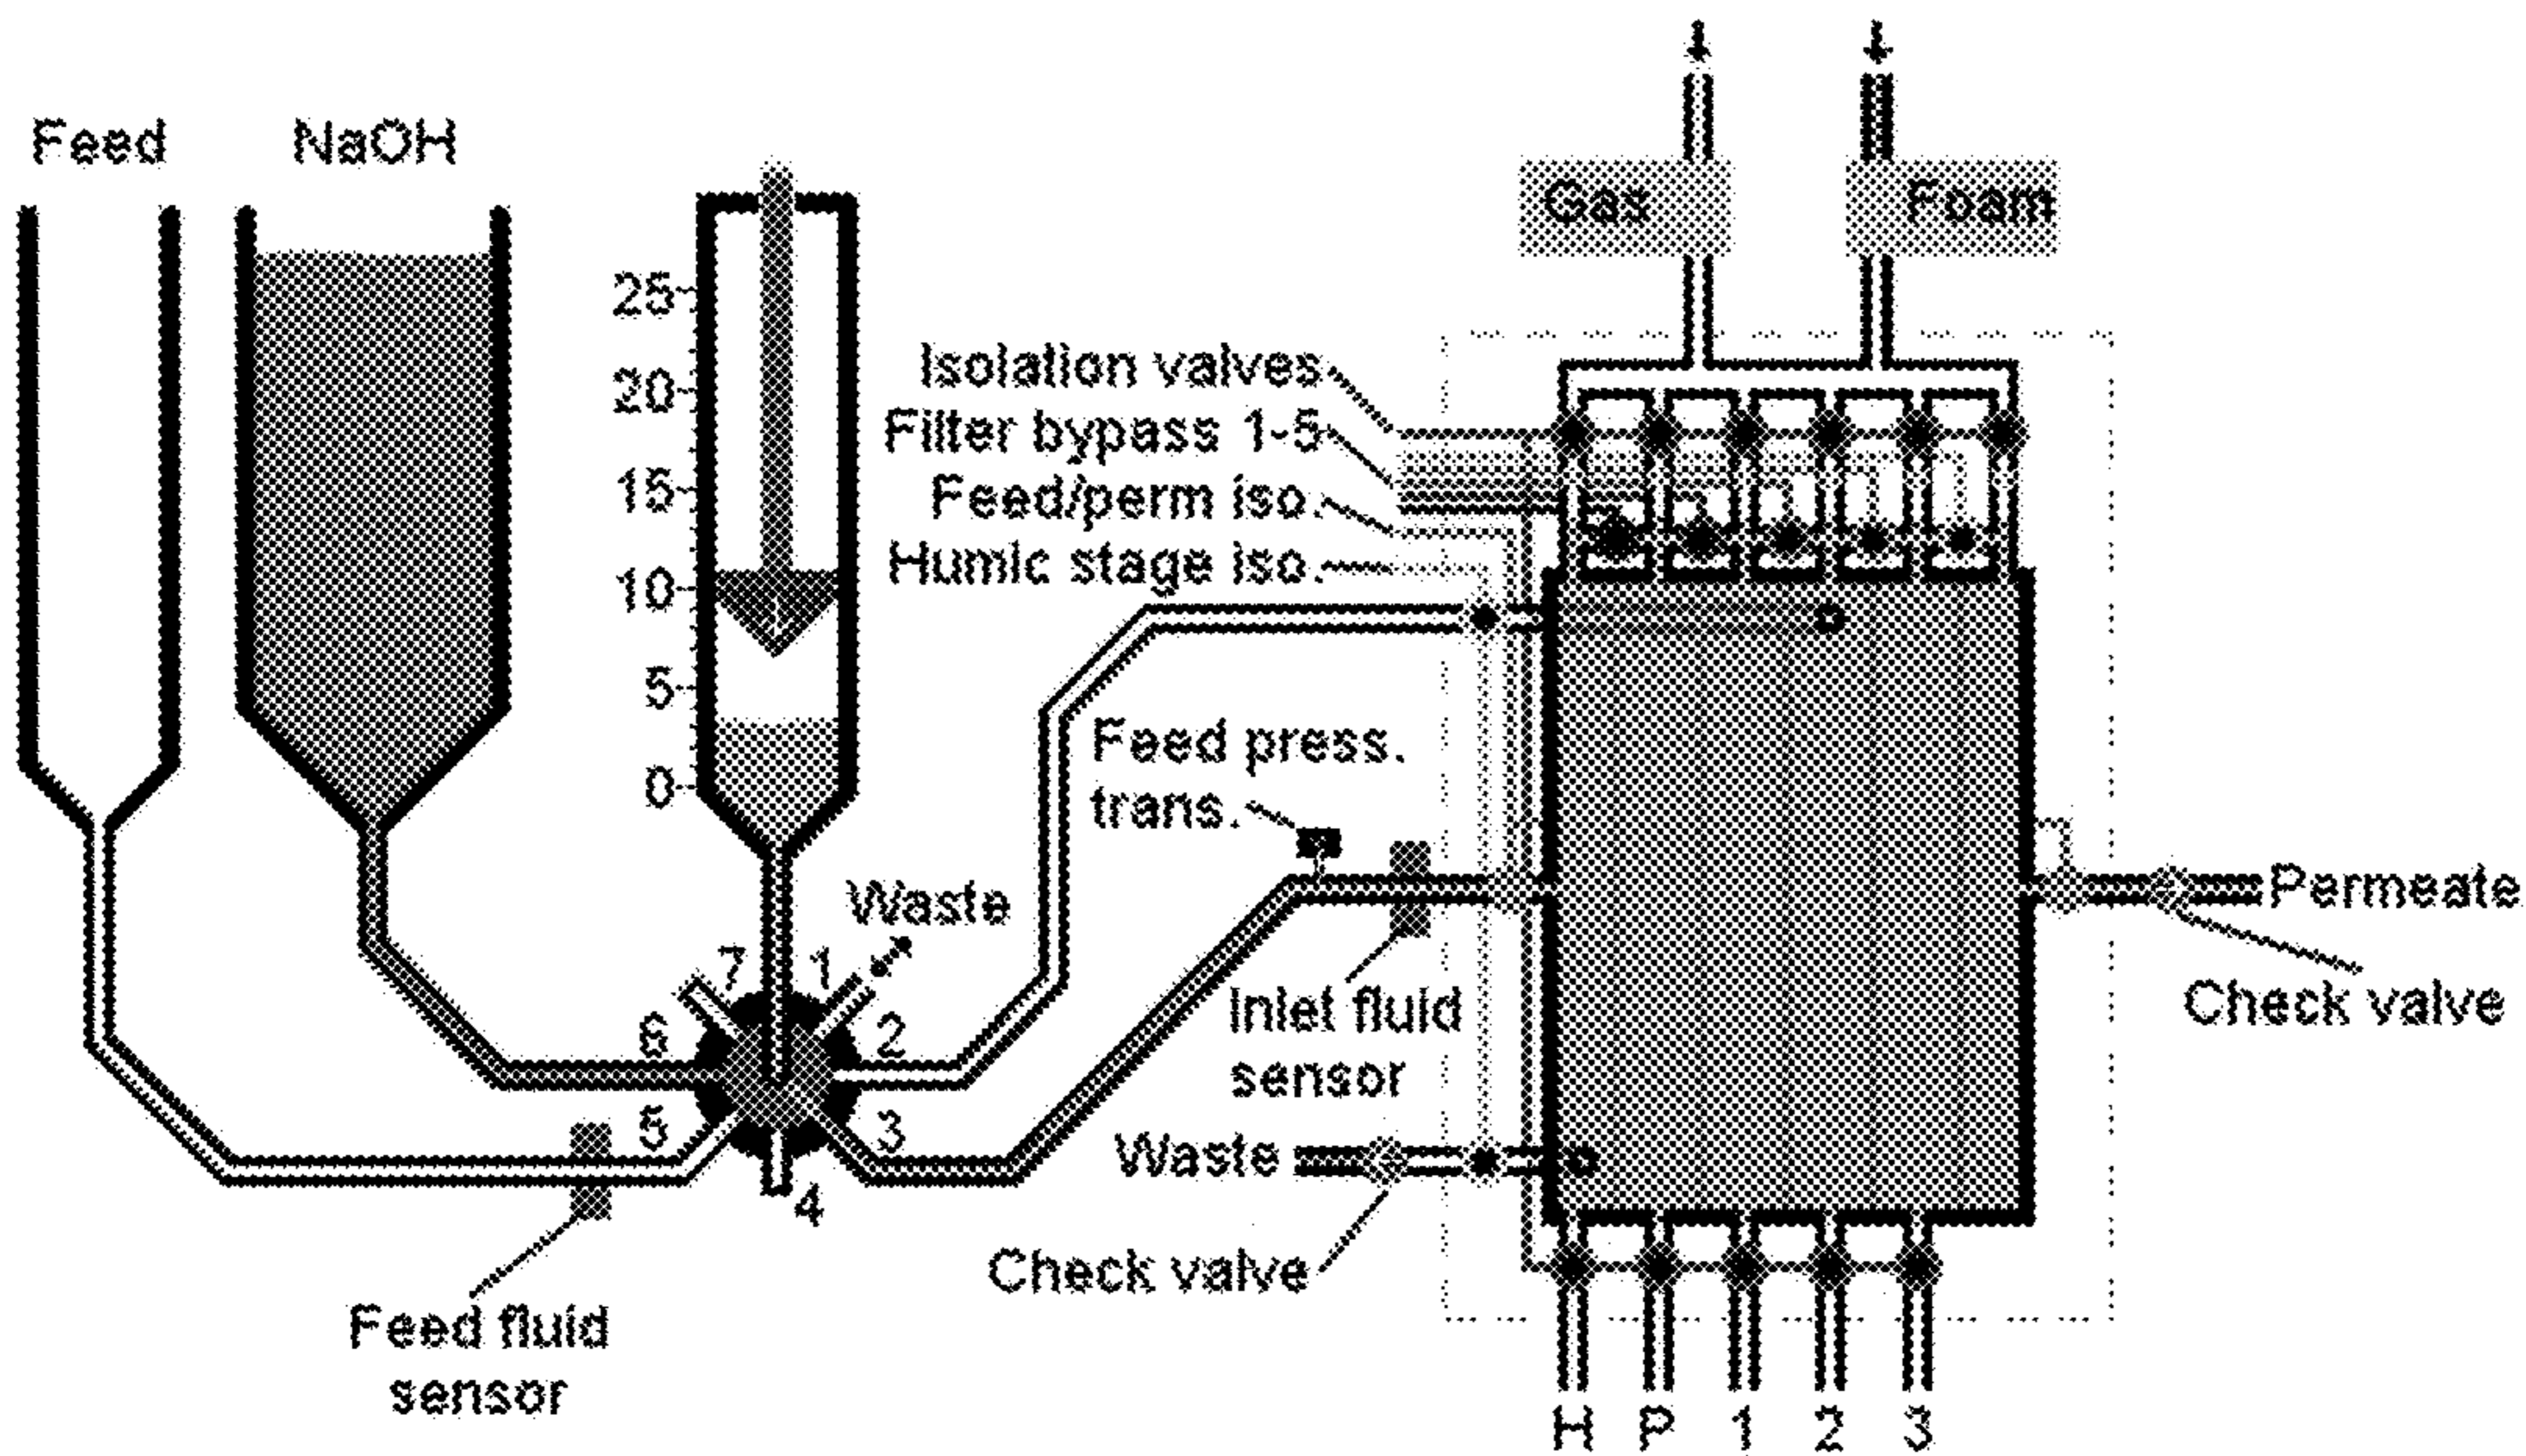 Feed
NaOH
Gas
Foam
25
20
15
10
5
0
Isolation valves
Filter bypass 1-5
Feed/perm iso.
Humic stage iso.
Feed press.
trans.
Waste
7
1
6
2
5
3
4
Inlet fluid
sensor
Permeate
Check valve
Waste
Check valve
Feed fluid
sensor
H P 1 2 3